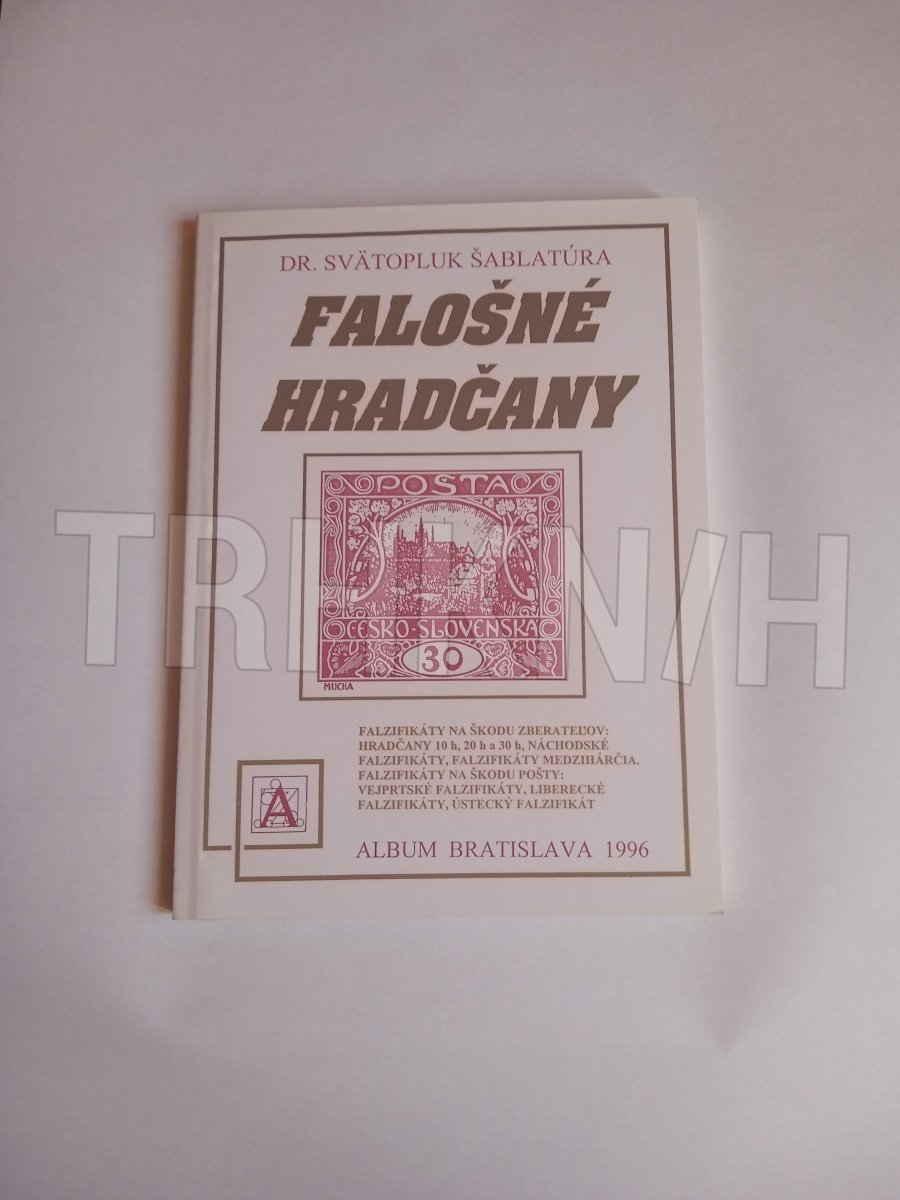 DR. SVÄTOPLUK ŠABLATÚRA
FALOŠNÉ
HRADČANY
POŠTA
ČESKO-SLOVENSKÁ
30
MUCHA
FALZIFIKÁTY NA ŠKODU ZBERATEĽOV:
HRADČANY 10 h, 20 h a 30 h, NÁCHODSKÉ
FALZIFIKÁTY, FALZIFIKÁTY MEDZIHÁRČIA.
FALZIFIKÁTY NA ŠKODU POŠTY:
VEJPRTSKÉ FALZIFIKÁTY, LIBERECKÉ
FALZIFIKÁTY, ÚSTECKÝ FALZIFIKÁT
A
ALBUM BRATISLAVA 1996